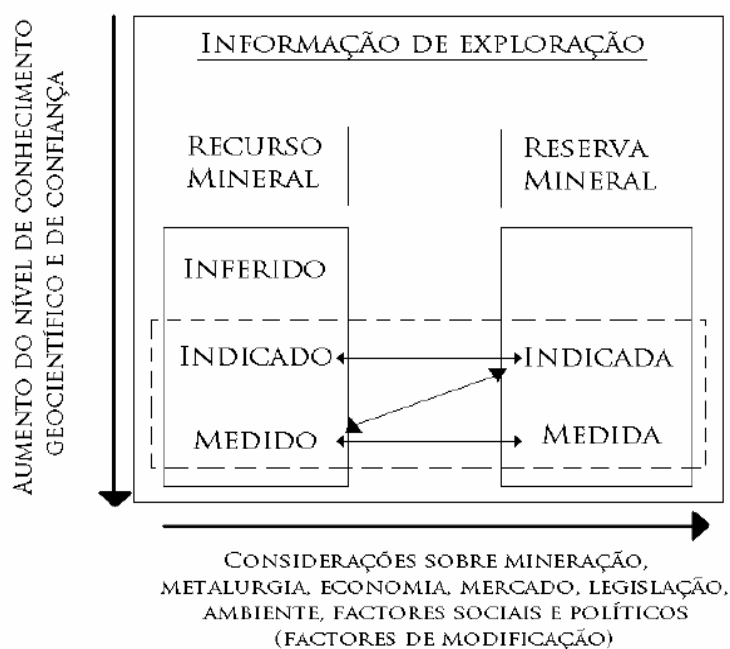 AUMENTO DO NÍVEL DE CONHECIMENTO
GEOCIENTÍFICO E DE CONFIANÇA
INFORMAÇÃO DE EXPLORAÇÃO
RECURSO
MINERAL
RESERVA
MINERAL
INFERIDO
INDICADO
INDICADA
MEDIDO
MEDIDA
CONSIDERAÇÕES SOBRE MINERAÇÃO,
METALURGIA, ECONOMIA, MERCADO, LEGISLAÇÃO,
AMBIENTE, FACTORES SOCIAIS E POLÍTICOS
(FACTORES DE MODIFICAÇÃO)